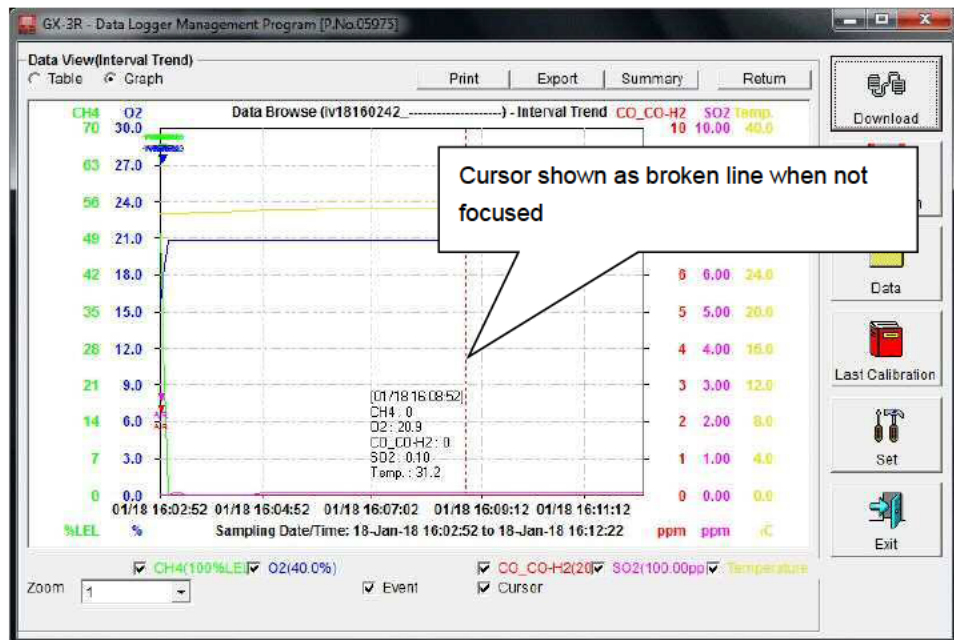 GX-3R - Data Logger Management Program [P.No.05975]
Data View(Interval Trend)
Table Graph Print Export Summary Return
Download
CH4 O2 Data Browse (iv18160242_--------------------) - Interval Trend CO_CO-H2 SO2 Temp.
70 30.0 10 10.00 40.0
63 27.0
Cursor shown as broken line when not
focused
56 24.0
49 21.0
42 18.0 6 6.00 24.0
Data
35 15.0 5 5.00 20.0
28 12.0 4 4.00 16.0
Last Calibration
21 9.0 3 3.00 12.0
[01/18 16:08:52]
CH4 : 0
14 6.0 2 2.00 8.0
O2 : 20.9
CO_CO-H2 : 0
SO2 : 0.10
7 3.0 1 1.00 4.0
Temp. : 31.2
Set
0 0.0 0 0.00 0.0
01/18 16:02:52 01/18 16:04:52 01/18 16:07:02 01/18 16:09:12 01/18 16:11:12
%LEL % Sampling Date/Time: 18-Jan-18 16:02:52 to 18-Jan-18 16:12:22 ppm ppm
Exit
CH4(100%LEL O2(40.0%) CO_CO-H2(20 SO2(100.00pp Temperature
Zoom 1 Event Cursor